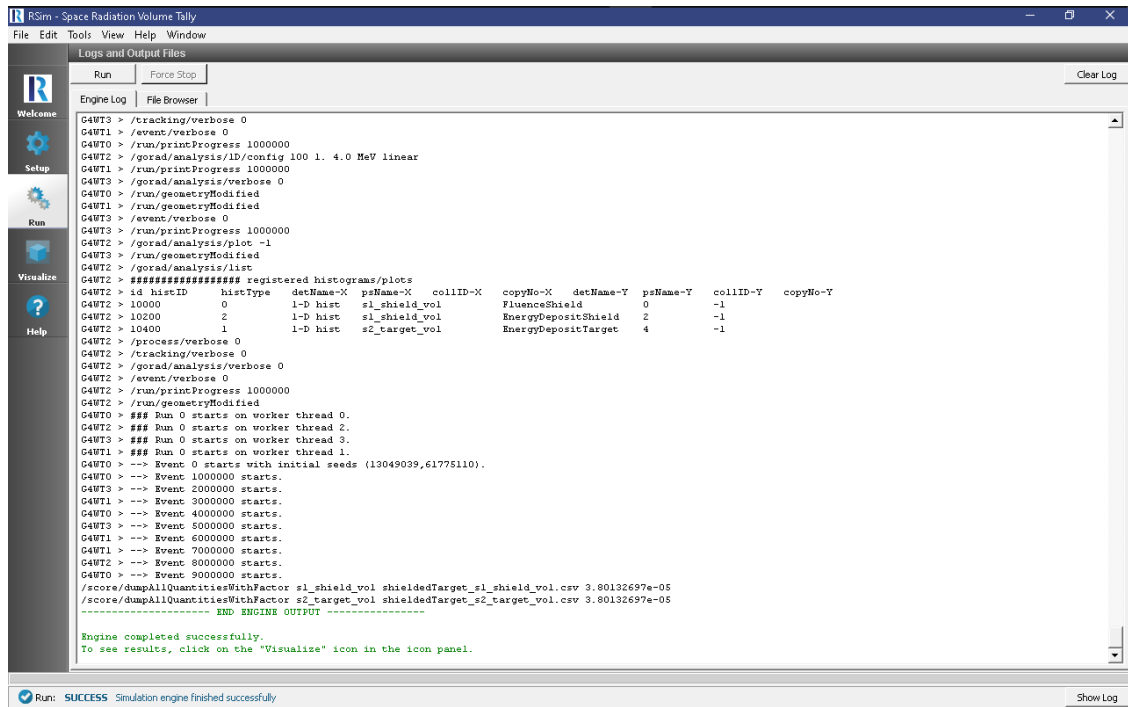 RSim - Space Radiation Volume Tally
File Edit Tools View Help Window
Logs and Output Files
Run Force Stop Clear Log
Engine Log File Browser
Welcome
Setup
Run
Visualize
Help
G4WT3 > /tracking/verbose 0
G4WT1 > /event/verbose 0
G4WT0 > /run/printProgress 1000000
G4WT2 > /gorad/analysis/1D/config 100 1. 4.0 MeV linear
G4WT1 > /run/printProgress 1000000
G4WT3 > /gorad/analysis/verbose 0
G4WT0 > /run/geometryModified
G4WT1 > /run/geometryModified
G4WT3 > /event/verbose 0
G4WT3 > /run/printProgress 1000000
G4WT2 > /gorad/analysis/plot -1
G4WT3 > /run/geometryModified
G4WT2 > /gorad/analysis/list
G4WT2 > ################## registered histograms/plots
G4WT2 > id histID histType detName-X psName-X collID-X copyNo-X detName-Y psName-Y collID-Y copyNo-Y
G4WT2 > 10000 0 1-D hist s1_shield_vol FluenceShield 0 -1
G4WT2 > 10200 2 1-D hist s1_shield_vol EnergyDepositShield 2 -1
G4WT2 > 10400 1 1-D hist s2_target_vol EnergyDepositTarget 4 -1
G4WT2 > /process/verbose 0
G4WT2 > /tracking/verbose 0
G4WT2 > /gorad/analysis/verbose 0
G4WT2 > /event/verbose 0
G4WT2 > /run/printProgress 1000000
G4WT2 > /run/geometryModified
G4WT0 > ### Run 0 starts on worker thread 0.
G4WT2 > ### Run 0 starts on worker thread 2.
G4WT3 > ### Run 0 starts on worker thread 3.
G4WT1 > ### Run 0 starts on worker thread 1.
G4WT0 > --> Event 0 starts with initial seeds (13049039,61775110).
G4WT0 > --> Event 1000000 starts.
G4WT3 > --> Event 2000000 starts.
G4WT1 > --> Event 3000000 starts.
G4WT0 > --> Event 4000000 starts.
G4WT3 > --> Event 5000000 starts.
G4WT1 > --> Event 6000000 starts.
G4WT1 > --> Event 7000000 starts.
G4WT2 > --> Event 8000000 starts.
G4WT0 > --> Event 9000000 starts.
/score/dumpAllQuantitiesWithFactor s1_shield_vol shieldedTarget_s1_shield_vol.csv 3.80132697e-05
/score/dumpAllQuantitiesWithFactor s2_target_vol shieldedTarget_s2_target_vol.csv 3.80132697e-05
--------------------- END ENGINE OUTPUT ----------------
Engine completed successfully.
To see results, click on the "Visualize" icon in the icon panel.
Run: SUCCESS Simulation engine finished successfully Show Log